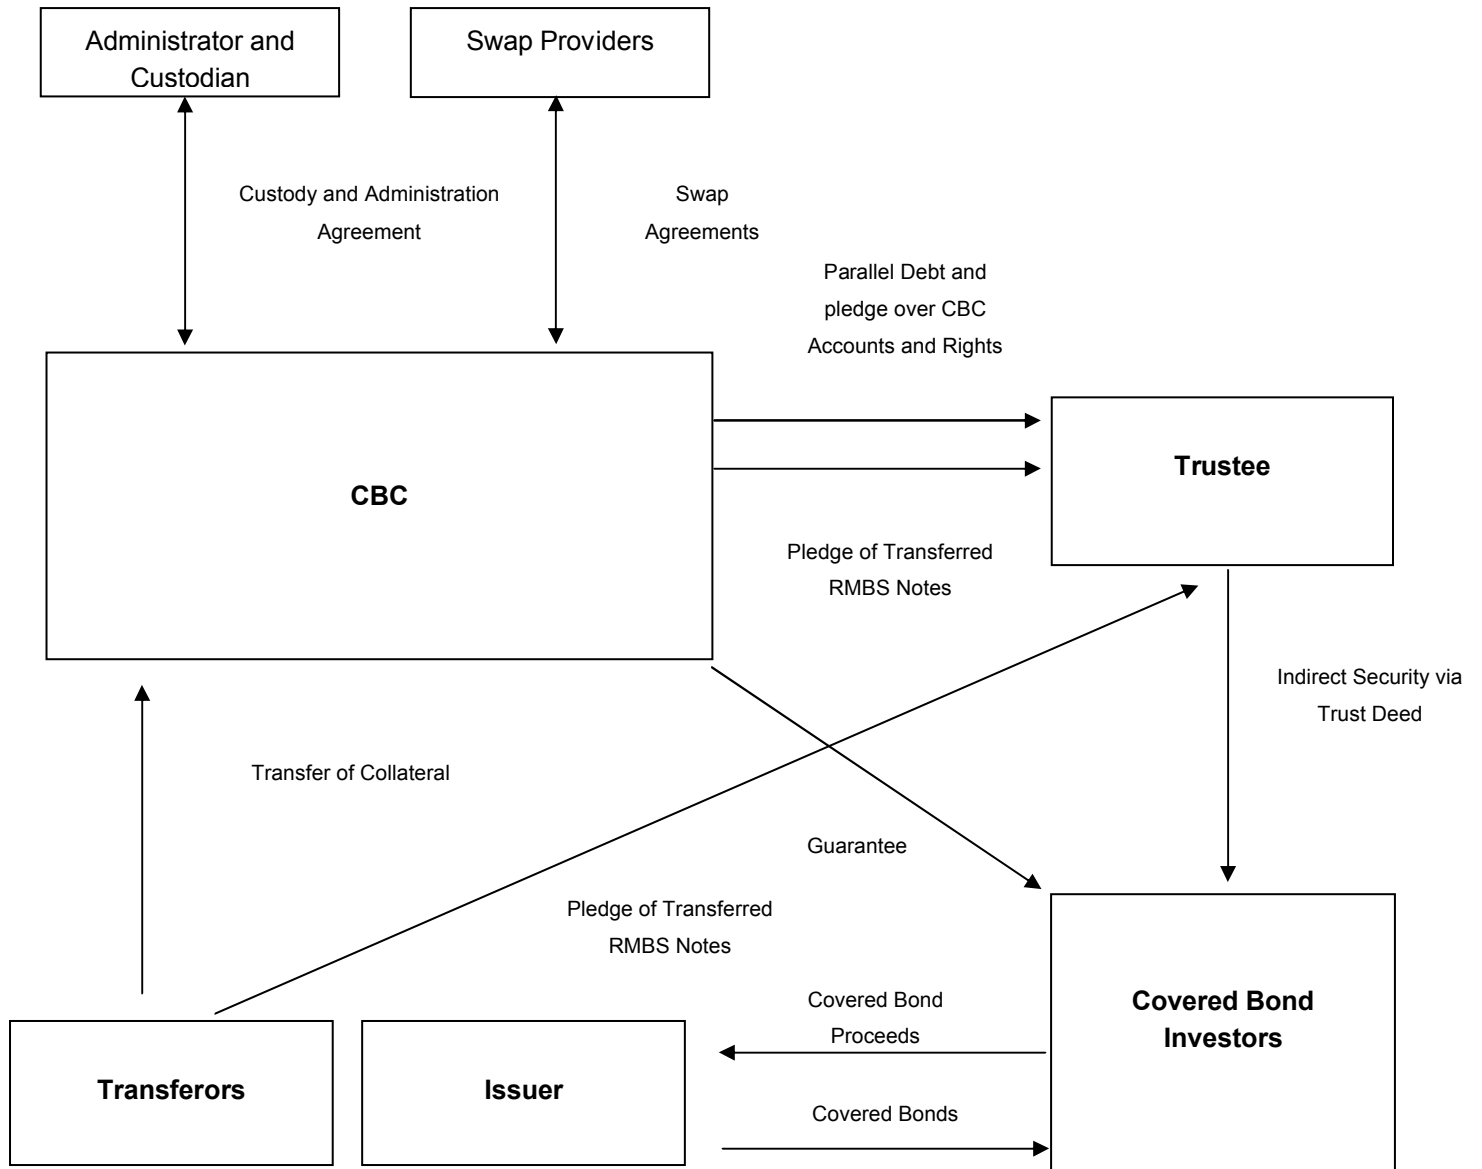 Administrator and
Custodian
Swap Providers
Custody and Administration
Agreement
Swap
Agreements
Parallel Debt and
pledge over CBC
Accounts and Rights
CBC
Trustee
Pledge of Transferred
RMBS Notes
Indirect Security via
Trust Deed
Transfer of Collateral
Guarantee
Pledge of Transferred
RMBS Notes
Covered Bond
Proceeds
Covered Bond
Investors
Transferors
Issuer
Covered Bonds